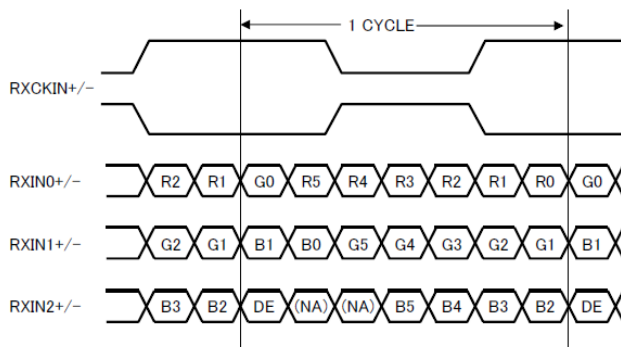 1 CYCLE
RXCKIN+/-
RXIN0+/- R2 R1 G0 R5 R4 R3 R2 R1 R0 G0
RXIN1+/- G2 G1 B1 B0 G5 G4 G3 G2 G1 B1
RXIN2+/- B3 B2 DE (NA) (NA) B5 B4 B3 B2 DE